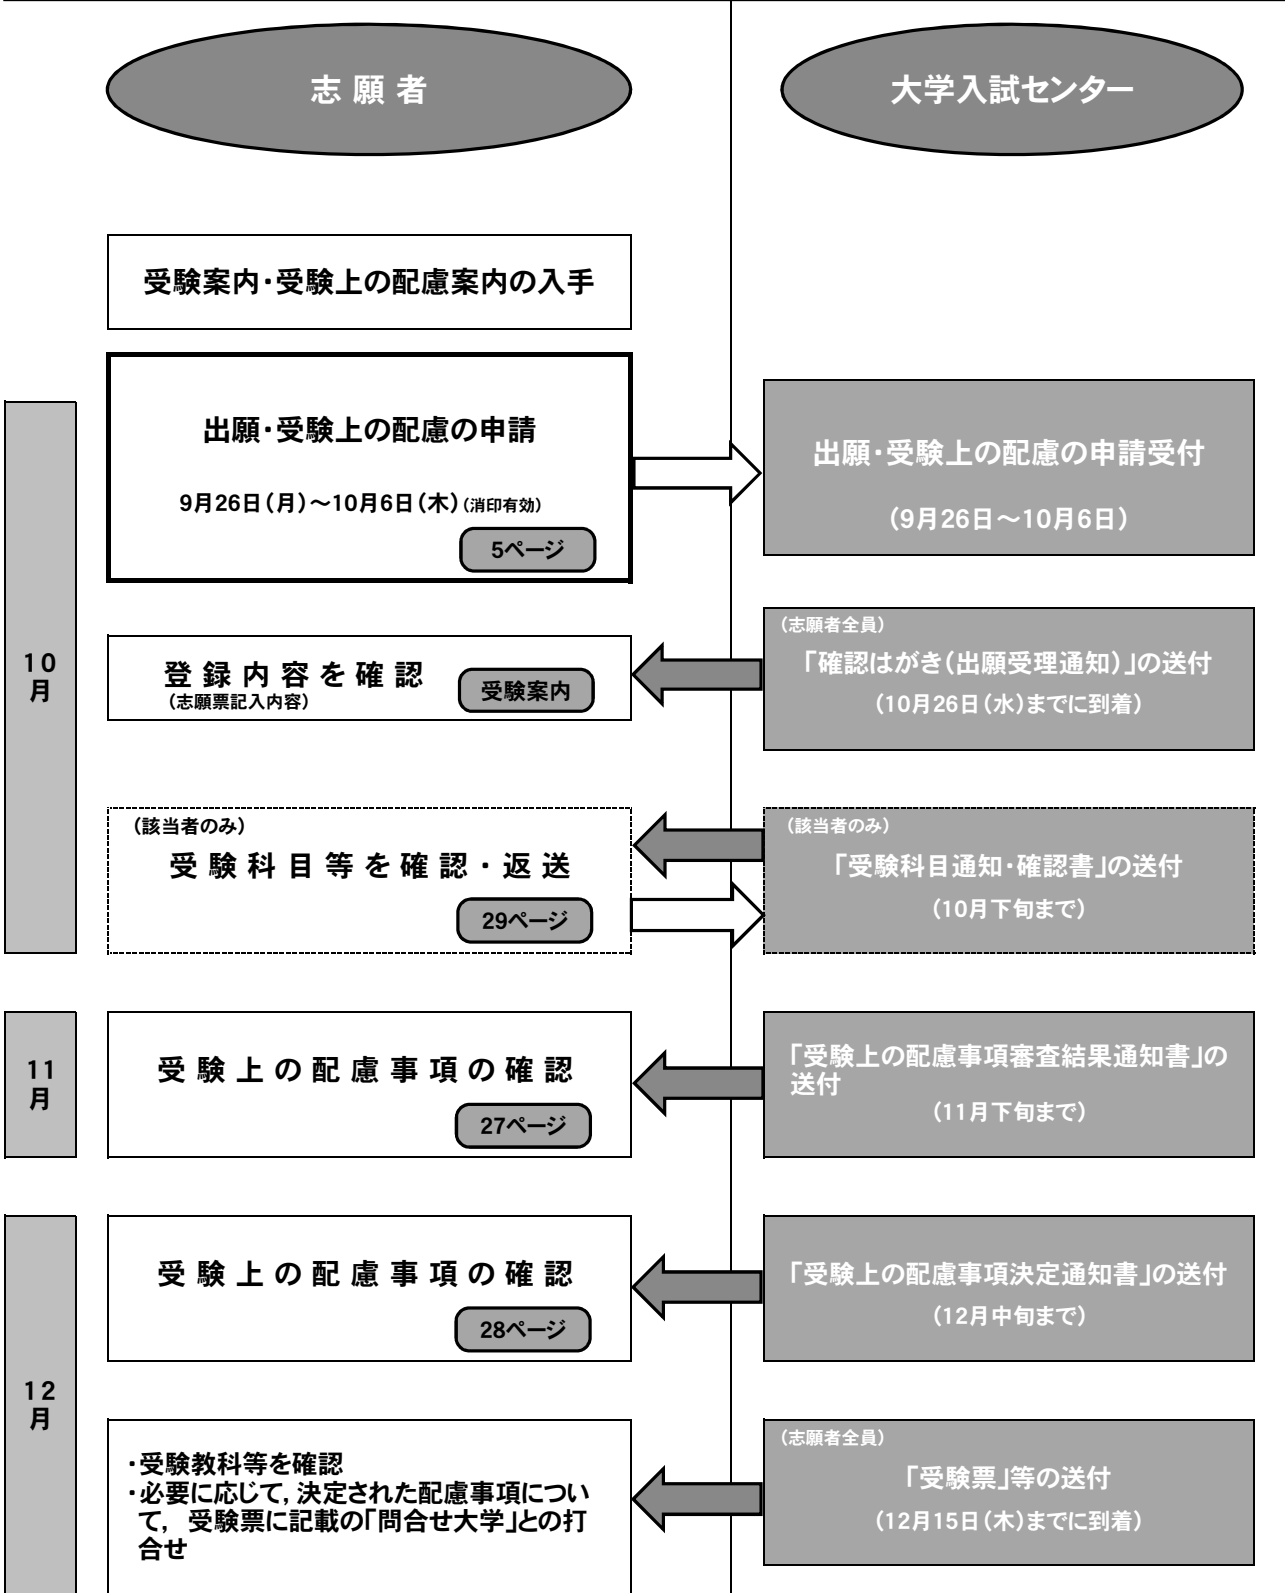 志願者
大学入試センター
受験案内・受験上の配慮案内の入手
出願・受験上の配慮の申請
9月26日（月）～10月6日（木）（消印有効）
5ページ
出願・受験上の配慮の申請受付
（9月26日～10月6日）
10
月
登録内容を確認
（志願票記入内容）
受験案内
（志願者全員）
「確認はがき（出願受理通知）」の送付
（10月26日（水）までに到着）
（該当者のみ）
受験科目等を確認・返送
29ページ
（該当者のみ）
「受験科目通知・確認書」の送付
（10月下旬まで）
11
月
受験上の配慮事項の確認
27ページ
「受験上の配慮事項審査結果通知書」の
送付
（11月下旬まで）
12
月
受験上の配慮事項の確認
28ページ
「受験上の配慮事項決定通知書」の送付
（12月中旬まで）
・受験教科等を確認
・必要に応じて，決定された配慮事項につい
て，受験票に記載の「問合せ大学」との打
合せ
（志願者全員）
「受験票」等の送付
（12月15日（木）までに到着）